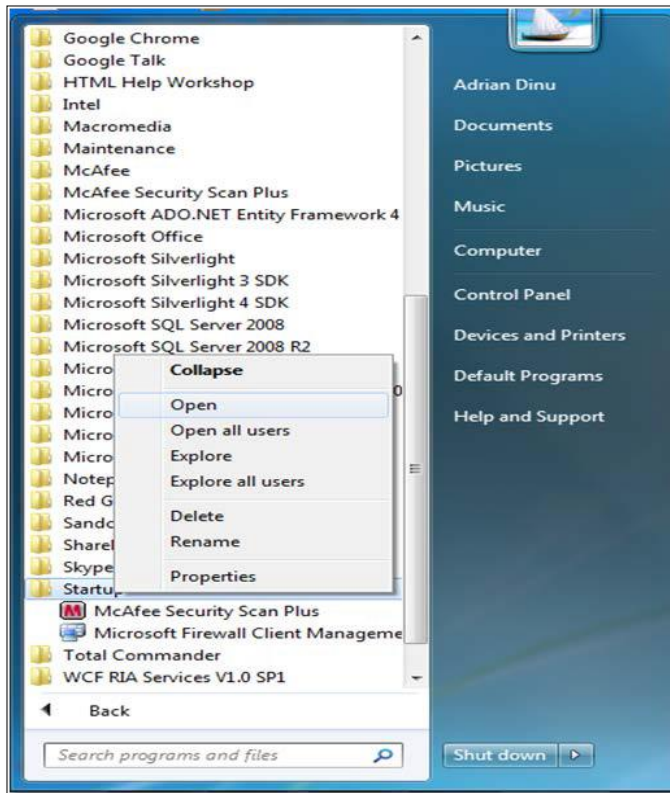 Google Chrome
Google Talk
HTML Help Workshop
Intel
Macromedia
Maintenance
McAfee
McAfee Security Scan Plus
Microsoft ADO.NET Entity Framework 4
Microsoft Office
Microsoft Silverlight
Microsoft Silverlight 3 SDK
Microsoft Silverlight 4 SDK
Microsoft SQL Server 2008
Microsoft SQL Server 2008 R2
Micro
Micro 0
Micro
Micro
Micro
Notep
Red G
Sandc
Share
Skype
Startup
McAfee Security Scan Plus
Microsoft Firewall Client Manageme
Total Commander
WCF RIA Services V1.0 SP1
Back
Search programs and files
Collapse
Open
Open all users
Explore
Explore all users
Delete
Rename
Properties
Adrian Dinu
Documents
Pictures
Music
Computer
Control Panel
Devices and Printers
Default Programs
Help and Support
Shut down